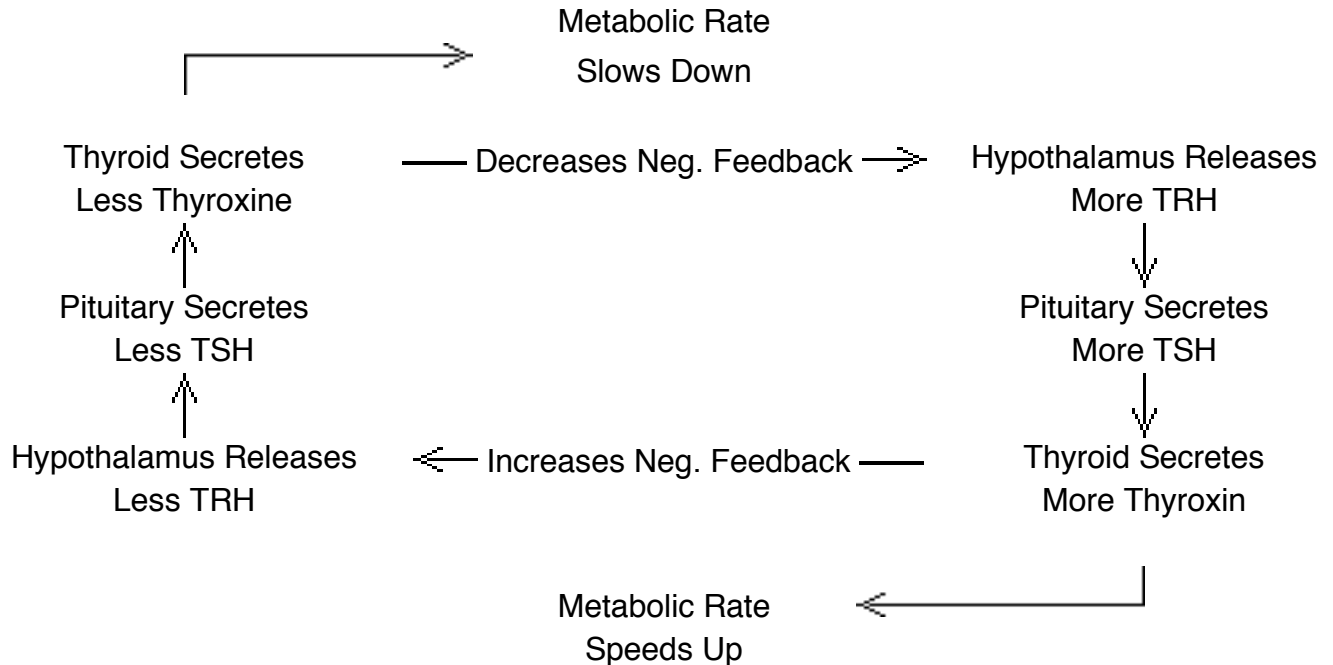 Metabolic Rate
Slows Down
Thyroid Secretes
Less Thyroxine
Decreases Neg. Feedback
Hypothalamus Releases
More TRH
Pituitary Secretes
Less TSH
Pituitary Secretes
More TSH
Hypothalamus Releases
Less TRH
Increases Neg. Feedback
Thyroid Secretes
More Thyroxin
Metabolic Rate
Speeds Up